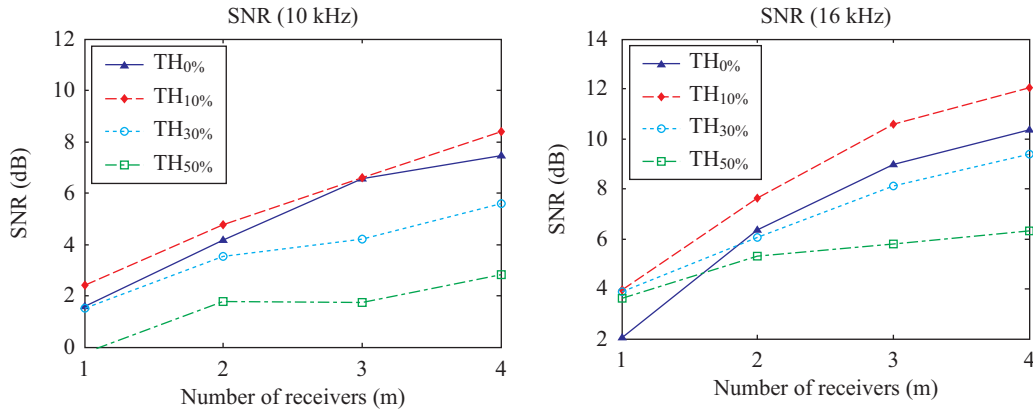 SNR (10 kHz)
12
10
8
6
4
2
0
SNR (dB)
TH0%
TH10%
TH30%
TH50%
1 2 3 4
Number of receivers (m)
SNR (16 kHz)
14
12
10
8
6
4
2
SNR (dB)
TH0%
TH10%
TH30%
TH50%
1 2 3 4
Number of receivers (m)